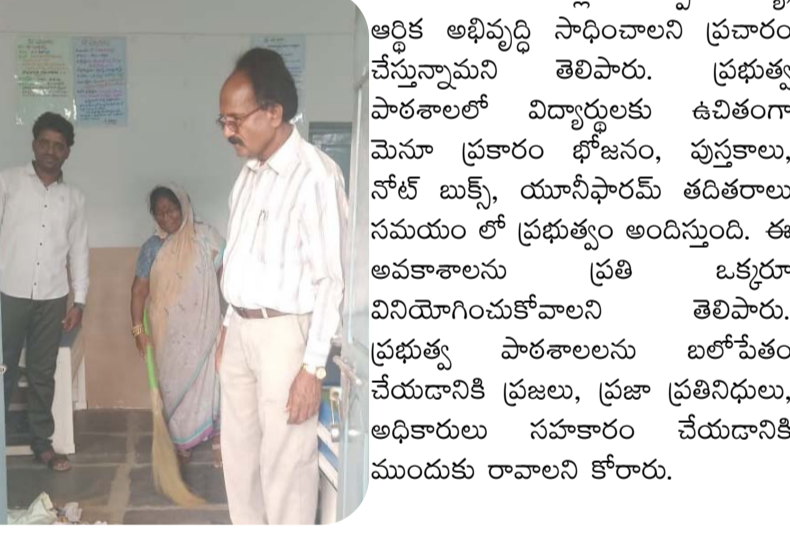 ఆర్థిక అభివృద్ధి సాధించాలని ప్రచారం
చేస్తున్నామని తెలిపారు. ప్రభుత్వ
పాఠశాలలో విద్యార్థులకు ఉచితంగా
మెనూ ప్రకారం భోజనం, పుస్తకాలు,
నోట్ బుక్స్, యూనీఫారమ్ తదితరాలు
సమయం లో ప్రభుత్వం అందిస్తుంది. ఈ
అవకాశాలను ప్రతి ఒక్కరూ
వినియోగించుకోవాలని తెలిపారు.
ప్రభుత్వ పాఠశాలలను బలోపేతం
చేయడానికి ప్రజలు, ప్రజా ప్రతినిధులు,
అధికారులు సహకారం చేయడానికి
ముందుకు రావాలని కోరారు.